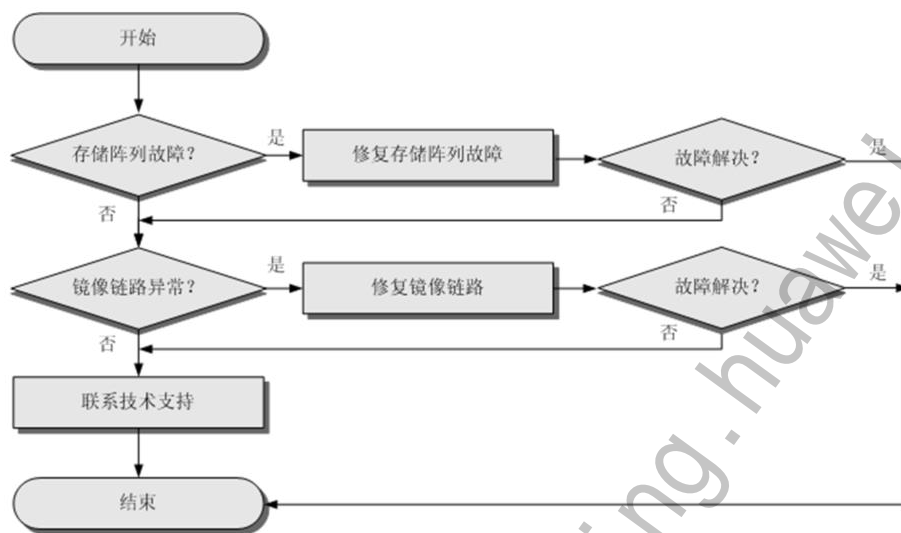 开始
存储阵列故障？
是
修复存储阵列故障
故障解决？
是
否
否
镜像链路异常？
是
修复镜像链路
故障解决？
是
否
否
联系技术支持
结束
ing.huawei